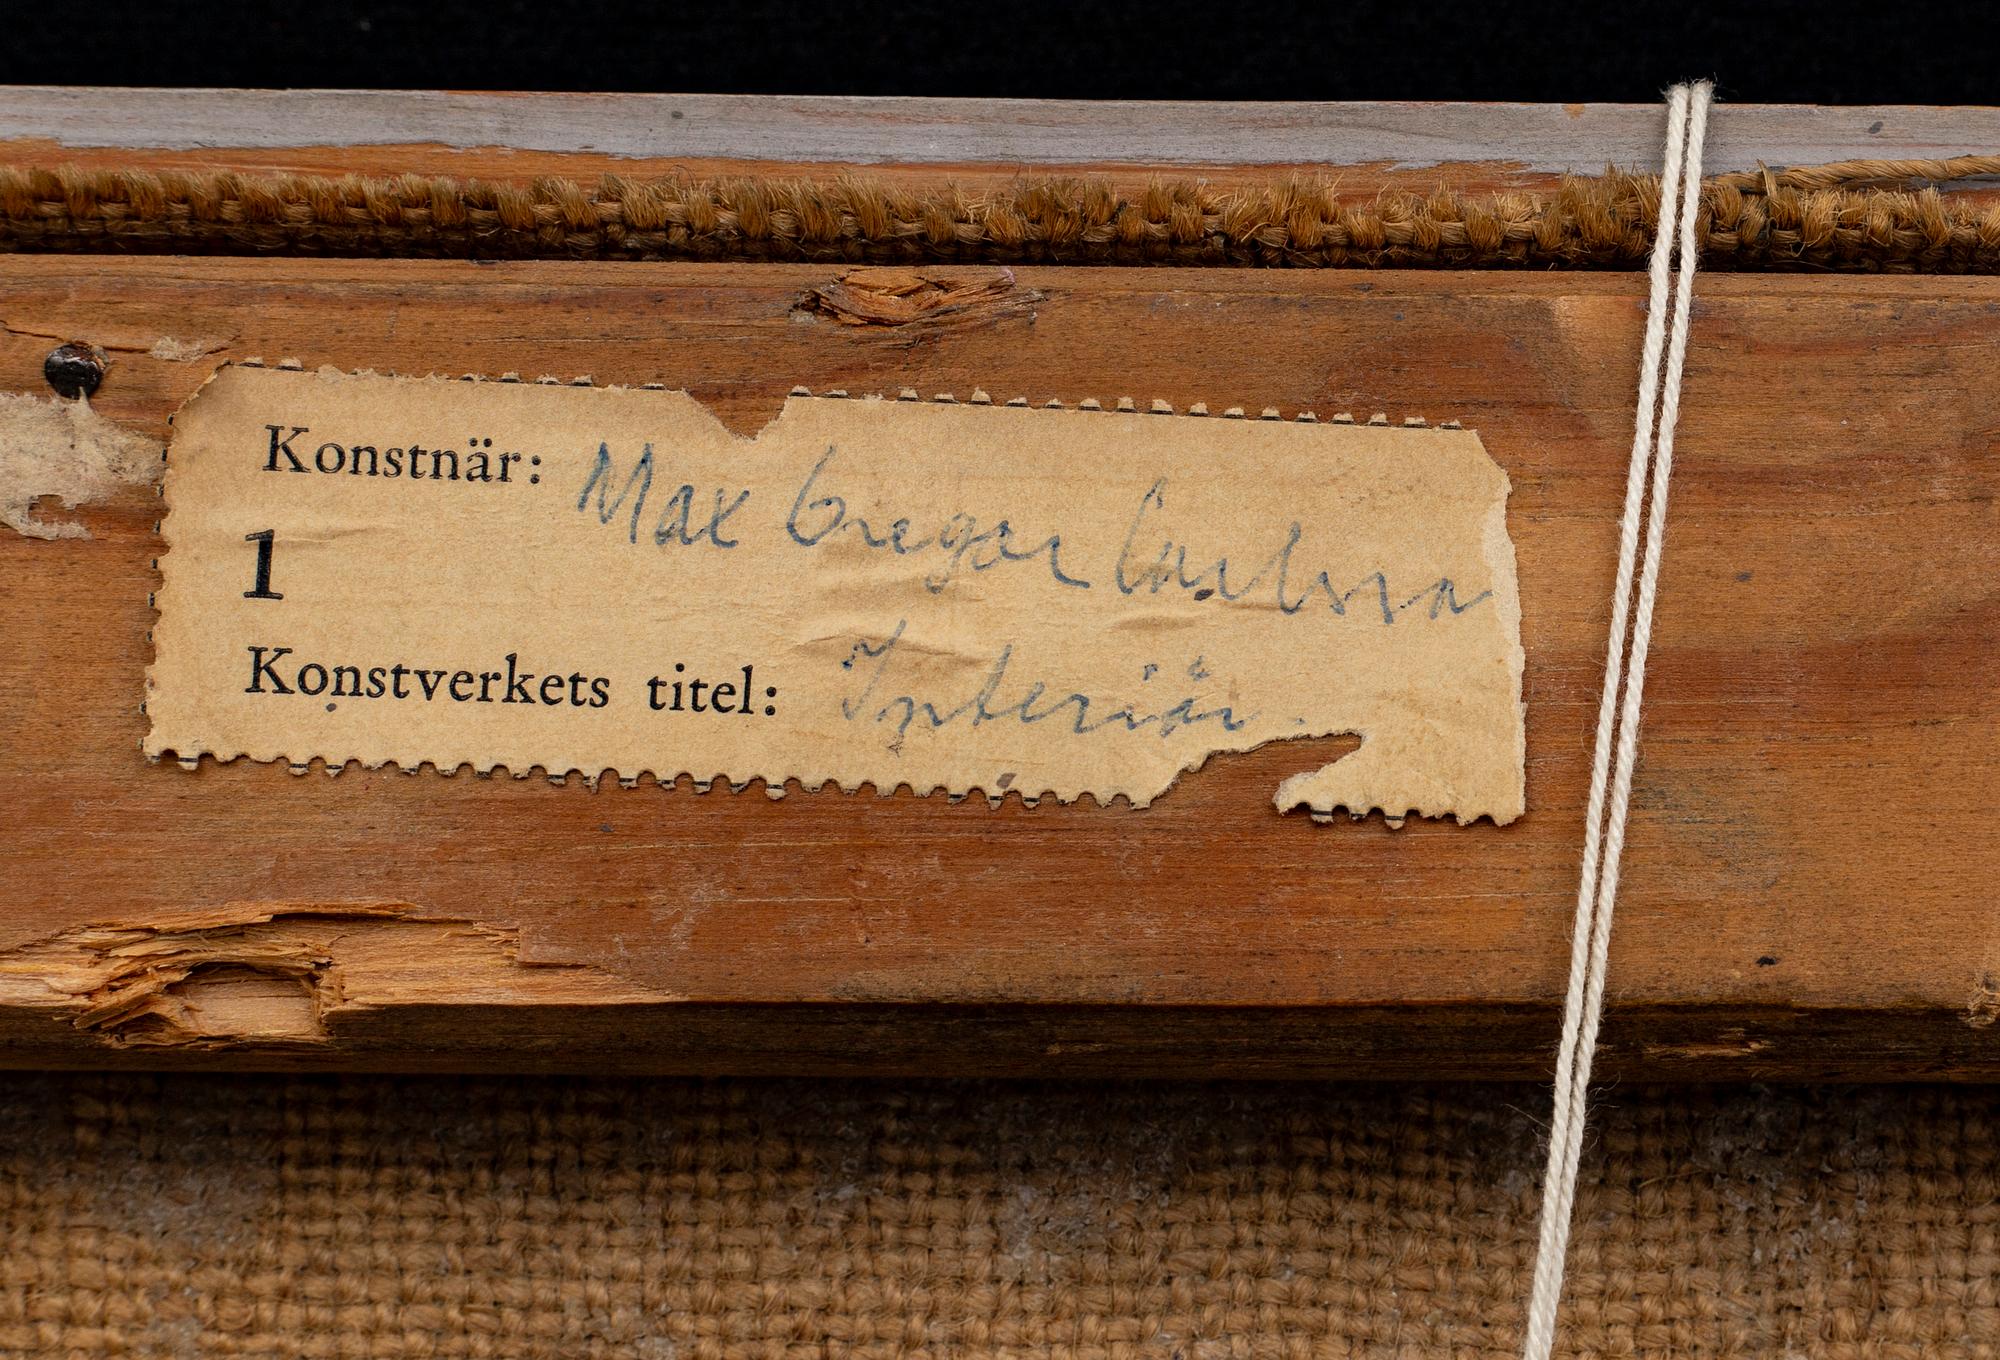 Konstnär: Max Gregor Carlsson
1
Konstverkets titel: Interiör.